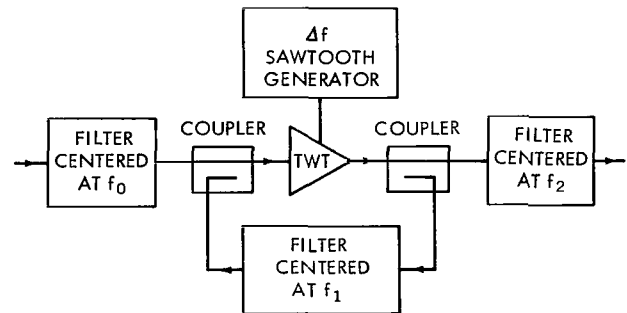 Δf
SAWTOOTH
GENERATOR
FILTER
CENTERED
AT f₀
COUPLER
TWT
COUPLER
FILTER
CENTERED
AT f₂
FILTER
CENTERED
AT f₁